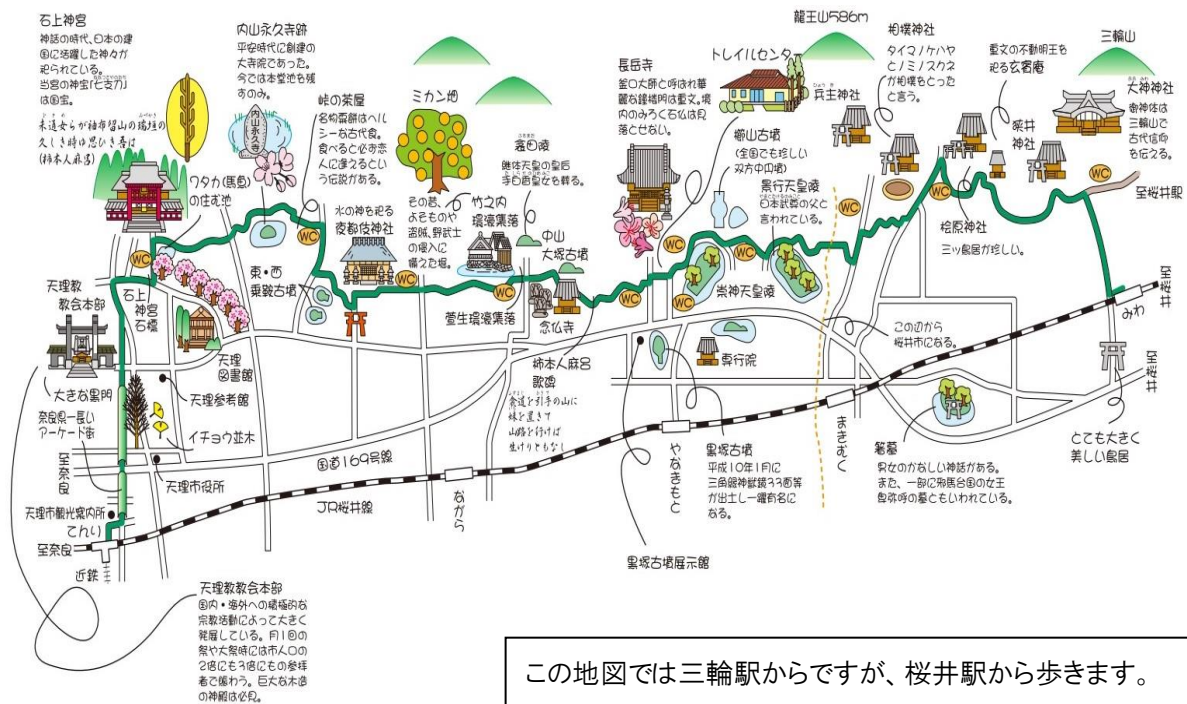 石上神宮
神話の時代、日本の建
国に活躍した神々が
祀られている。
当宮の神宝「七支刀」
は国宝。
未通女らが袖布留山の瑞垣の
久しき時ゆ思ひき吾は
(柿本人麿)
内山永久寺跡
平安時代に創建の
大寺院であった。
今では本堂池を残
すのみ。
内山永久寺
ワタカ(馬魚)
の住む池
峠の茶屋
名物粟餅はヘル
シーな古代食。
食べると必ず恋
人に逢えるとい
う伝説がある。
水の神を祀る
夜都伎神社
ミカン畑
その昔、
よそものや
盗賊、野武士
の侵入に
備えた堀。
衾田陵
継体天皇の皇后
手白香皇女を葬る。
竹之内
環濠集落
中山
大塚古墳
長岳寺
釜口大師と呼ばれ華
麗な鐘楼門は重文。境
内のみろく石仏は見
落とせない。
トレイルセンター
櫛山古墳
(全国でも珍しい
双方中円墳)
龍王山586m
景行天皇陵
日本武尊の父と
言われている。
兵主神社
相撲神社
タイマノケハヤ
とノミノスクネ
が相撲をとった
と言う。
重文の不動明王を
祀る玄賓庵
桜井
神社
三輪山
大神神社
御神体は
三輪山で
古代信仰
を伝える。
至桜井駅
桧原神社
三ツ鳥居が珍しい。
WC
WC
WC
WC
WC
WC
WC
WC
WC
WC
WC
WC
天理教
教会本部
石上
神宮
石標
東・西
乗鞍古墳
萱生環濠集落
念仏寺
崇神天皇陵
天理
図書館
大きな黒門
天理参考館
奈良県一長い
アーケード街
イチョウ並木
至奈良
天理市役所
国道169号線
天理市観光案内所
てんり
至奈良
近鉄
JR桜井線
ながら
柿本人麻呂
歌碑
衾道を引手の山に
妹を置きて
山路を行けば
生けりともなし
真行院
やなぎもと
黒塚古墳
平成10年1月に
三角縁神獣鏡33面等
が出土し一躍有名に
なる。
黒塚古墳展示館
この辺から
桜井市になる。
まきむく
箸墓
男女のかなしい神話がある。
また、一部に邪馬台国の女王
卑弥呼の墓ともいわれている。
至桜井
みわ
至桜井
とても大きく
美しい鳥居
天理教教会本部
国内・海外への積極的な
宗教活動によって大きく
発展している。月1回の
祭や大祭時には市人口の
2倍にも3倍にもの参拝
者で賑わう。巨大な木造
の神殿は必見。
この地図では三輪駅からですが、桜井駅から歩きます。